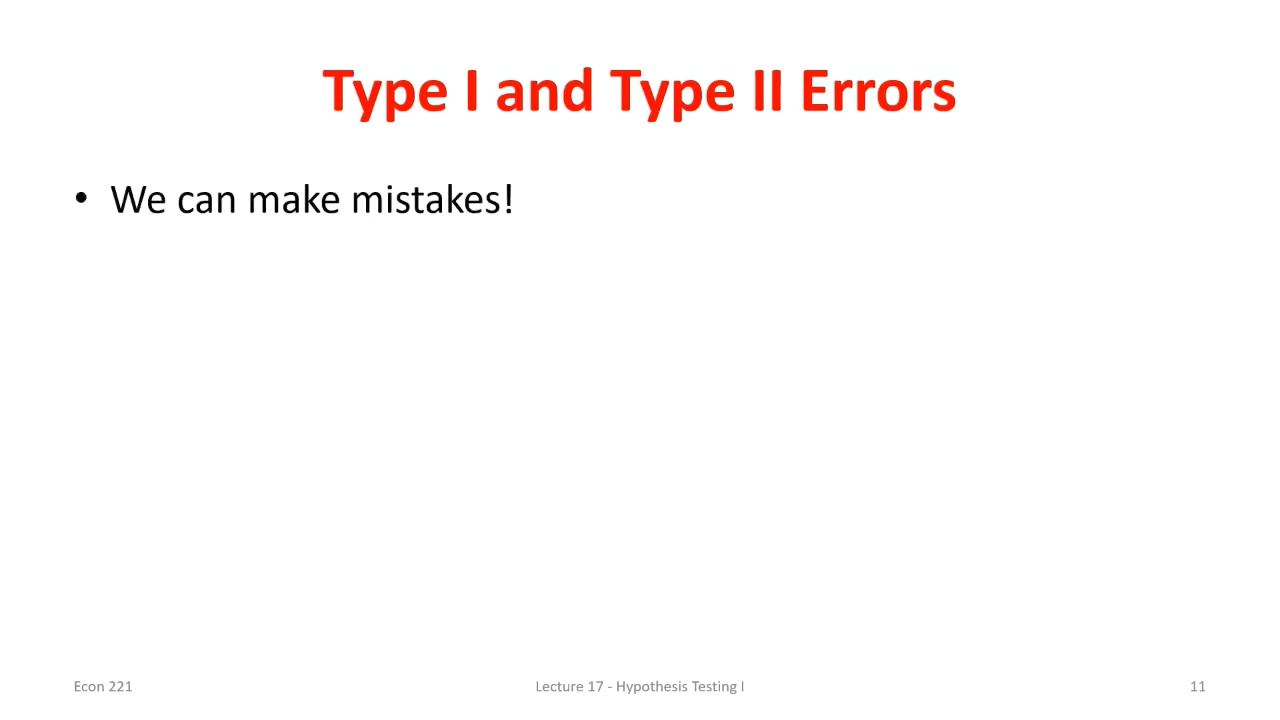 Type I and Type II Errors
• We can make mistakes!
Econ 221
Lecture 17 - Hypothesis Testing I
11